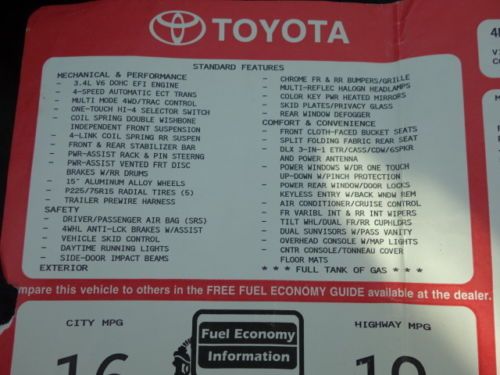 TOYOTA
STANDARD FEATURES
MECHANICAL & PERFORMANCE
- 3.4L V6 DOHC EFI ENGINE
- 4-SPEED AUTOMATIC ECT TRANS
- MULTI MODE 4WD/TRAC CONTROL
- ONE-TOUCH HI-4 SELECTOR SWITCH
- COIL SPRING DOUBLE WISHBONE
INDEPENDENT FRONT SUSPENSION
- 4-LINK COIL SPRING RR SUSPEN
- FRONT & REAR STABILIZER BAR
- PWR-ASSIST RACK & PIN STEERNG
- PWR-ASSIST VENTED FRT DISC
BRAKES W/RR DRUMS
- 15" ALUMINUM ALLOY WHEELS
- P225/75R16 RADIAL TIRES (5)
- TRAILER PREWIRE HARNESS
SAFETY
- DRIVER/PASSENGER AIR BAG (SRS)
- 4WHL ANTI-LCK BRAKES W/ASSIST
- VEHICLE SKID CONTROL
- DAYTIME RUNNING LIGHTS
- SIDE-DOOR IMPACT BEAMS
EXTERIOR
- CHROME FR & RR BUMPERS/GRILLE
- MULTI-REFLEC HALOGN HEADLAMPS
- COLOR KEY PWR HEATED MIRRORS
- SKID PLATES/PRIVACY GLASS
- REAR WINDOW DEFOGGER
COMFORT & CONVENIENCE
- FRONT CLOTH-FACED BUCKET SEATS
- SPLIT FOLDING FABRIC REAR SEAT
- DLX 3-IN-1 ETR/CASS/CDW/6SPKR
AND POWER ANTENNA
- POWER WINDOWS W/DR ONE TOUCH
UP-DOWN W/PINCH PROTECTION
- POWER REAR WINDOW/DOOR LOCKS
- KEYLESS ENTRY W/BACK WNDW REM
- AIR CONDITIONER/CRUISE CONTROL
- FR VARIBL INT & RR INT WIPERS
- TILT WHL/DUAL FR/RR CUPHLDRS
- DUAL SUNVISORS W/PASS VANITY
- OVERHEAD CONSOLE W/MAP LIGHTS
- CNTR CONSOLE/TONNEAU COVER
FLOOR MATS
* * * FULL TANK OF GAS * * *
mpare this vehicle to others in the FREE FUEL ECONOMY GUIDE available at the dealer.
CITY MPG
16
Fuel Economy
Information
HIGHWAY MPG
19